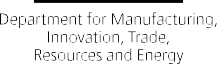 Department for Manufacturing,
Innovation, Trade,
Resources and Energy